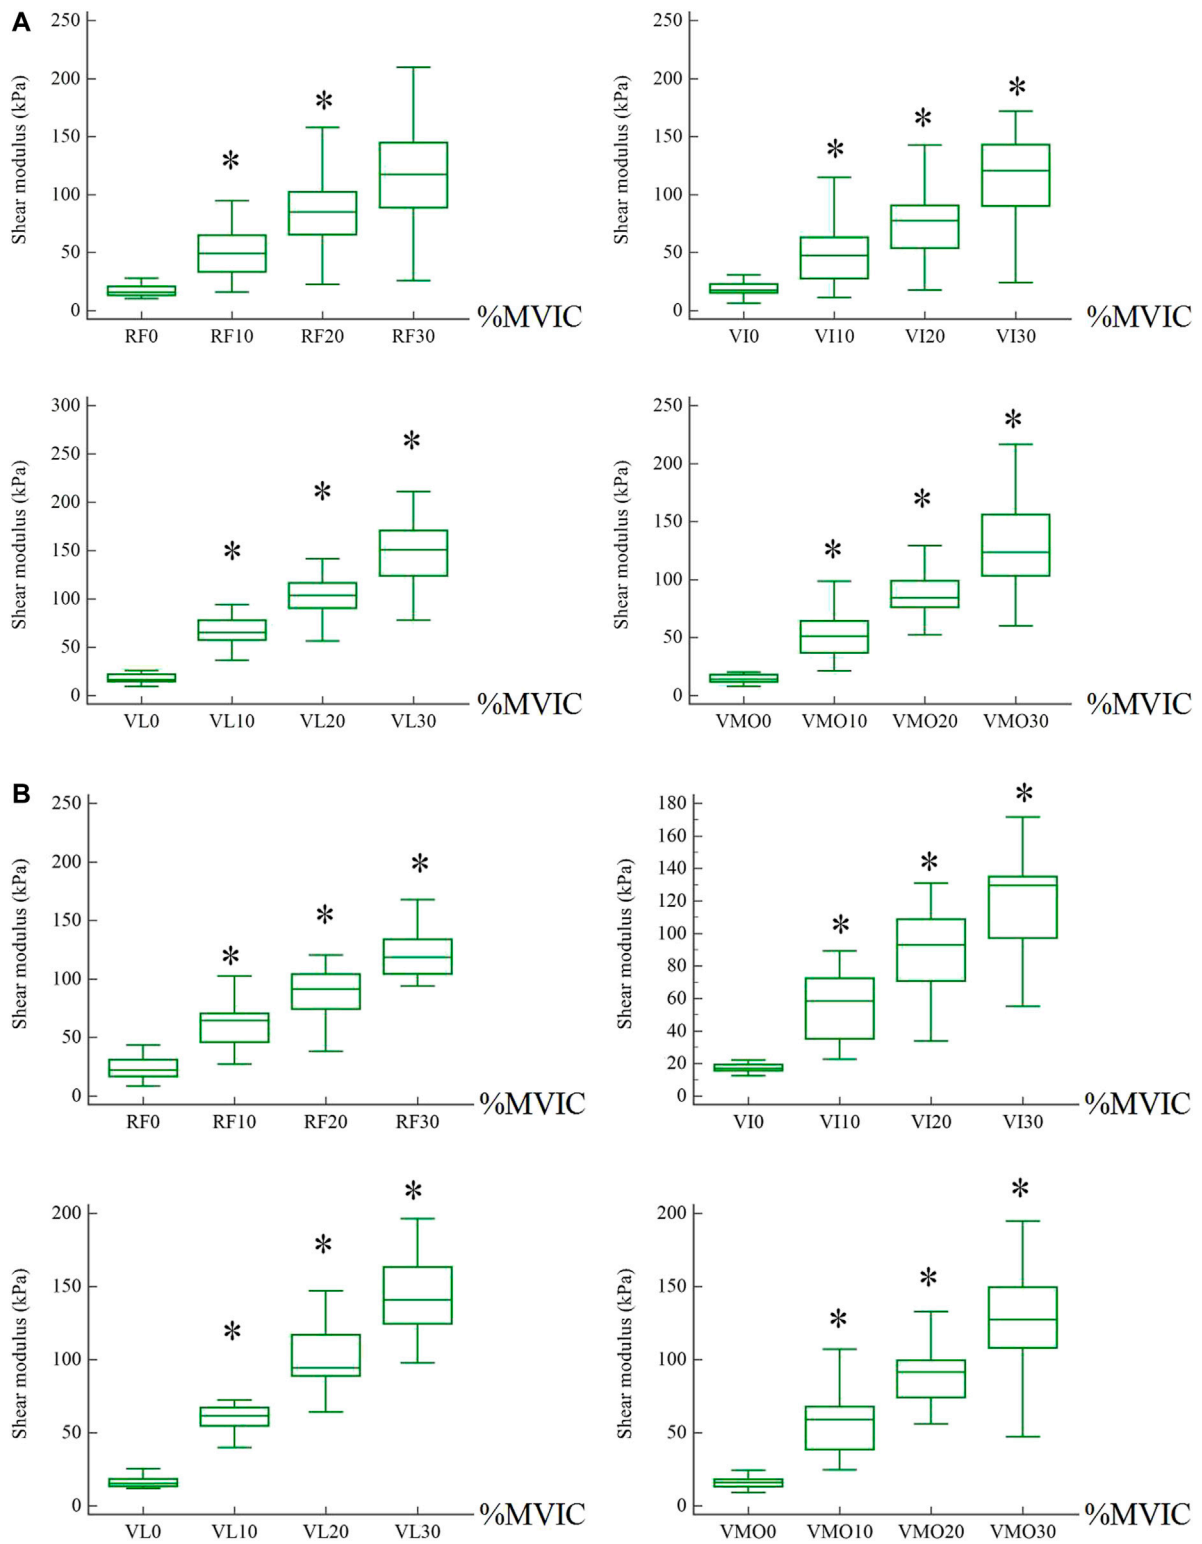 A
250
200
150
100
50
0
Shear modulus (kPa)
*
*
RF0 RF10 RF20 RF30
%MVIC
250
200
150
100
50
0
Shear modulus (kPa)
*
*
*
VI0 VI10 VI20 VI30
%MVIC
300
250
200
150
100
50
0
Shear modulus (kPa)
*
*
*
VL0 VL10 VL20 VL30
%MVIC
250
200
150
100
50
0
Shear modulus (kPa)
*
*
*
VMO0 VMO10 VMO20 VMO30
%MVIC
B
250
200
150
100
50
0
Shear modulus (kPa)
*
*
*
RF0 RF10 RF20 RF30
%MVIC
180
160
140
120
100
80
60
40
20
0
Shear modulus (kPa)
*
*
*
VI0 VI10 VI20 VI30
%MVIC
200
150
100
50
0
Shear modulus (kPa)
*
*
*
VL0 VL10 VL20 VL30
%MVIC
200
150
100
50
0
Shear modulus (kPa)
*
*
*
VMO0 VMO10 VMO20 VMO30
%MVIC